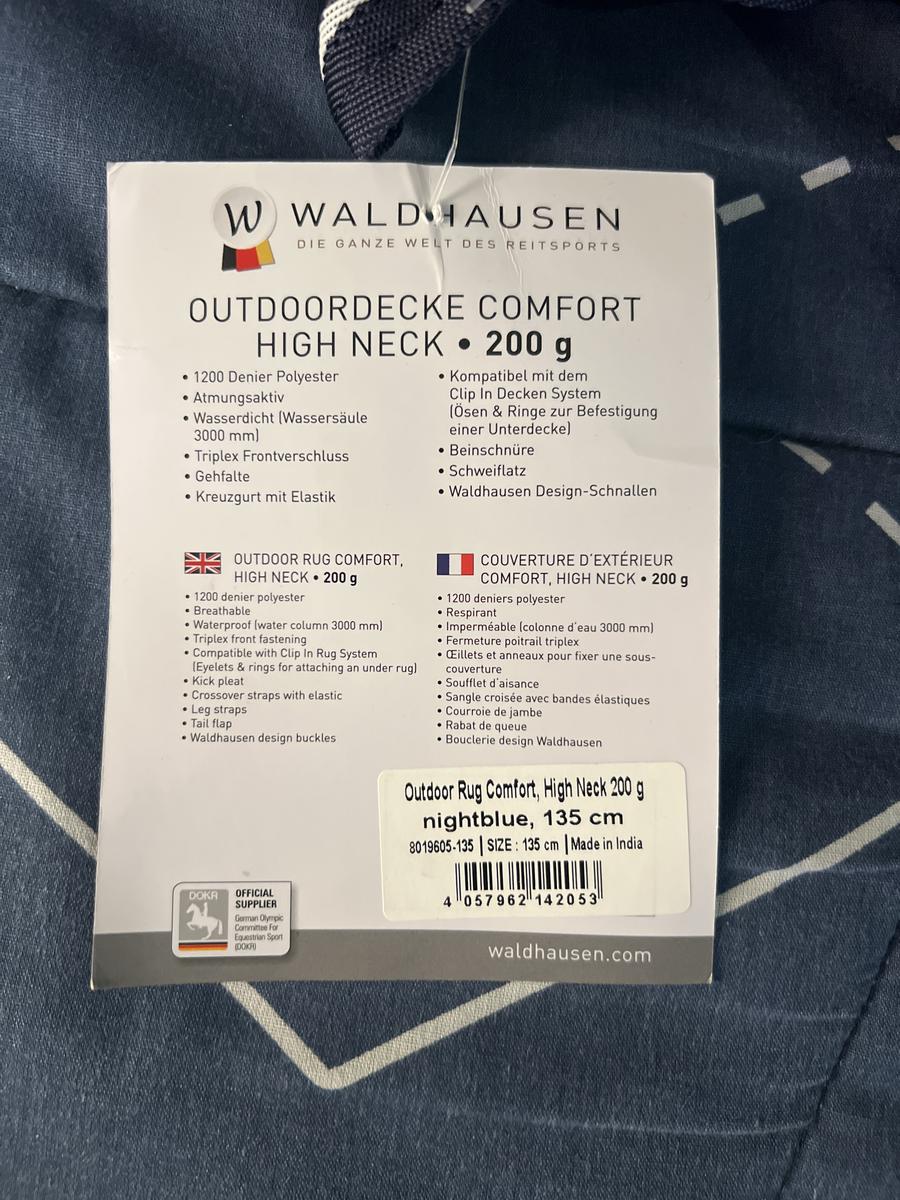 W WALDHAUSEN
DIE GANZE WELT DES REITSPORTS
OUTDOORDECKE COMFORT
HIGH NECK • 200 g
• 1200 Denier Polyester
• Atmungsaktiv
• Wasserdicht (Wassersäule
3000 mm)
• Triplex Frontverschluss
• Gehfalte
• Kreuzgurt mit Elastik
• Kompatibel mit dem
Clip In Decken System
(Ösen & Ringe zur Befestigung
einer Unterdecke)
• Beinschnüre
• Schweiflatz
• Waldhausen Design-Schnallen
OUTDOOR RUG COMFORT,
HIGH NECK • 200 g
• 1200 denier polyester
• Breathable
• Waterproof (water column 3000 mm)
• Triplex front fastening
• Compatible with Clip In Rug System
(Eyelets & rings for attaching an under rug)
• Kick pleat
• Crossover straps with elastic
• Leg straps
• Tail flap
• Waldhausen design buckles
COUVERTURE D'EXTÉRIEUR
COMFORT, HIGH NECK • 200 g
• 1200 deniers polyester
• Respirant
• Imperméable (colonne d'eau 3000 mm)
• Fermeture poitrail triplex
• Œillets et anneaux pour fixer une sous-
couverture
• Soufflet d'aisance
• Sangle croisée avec bandes élastiques
• Courroie de jambe
• Rabat de queue
• Bouclerie design Waldhausen
Outdoor Rug Comfort, High Neck 200 g
nightblue, 135 cm
8019605-135 | SIZE : 135 cm | Made in India
4 057962 142053
DOKR
OFFICIAL
SUPPLIER
German Olympic
Committee For
Equestrian Sport
(DOKR)
waldhausen.com